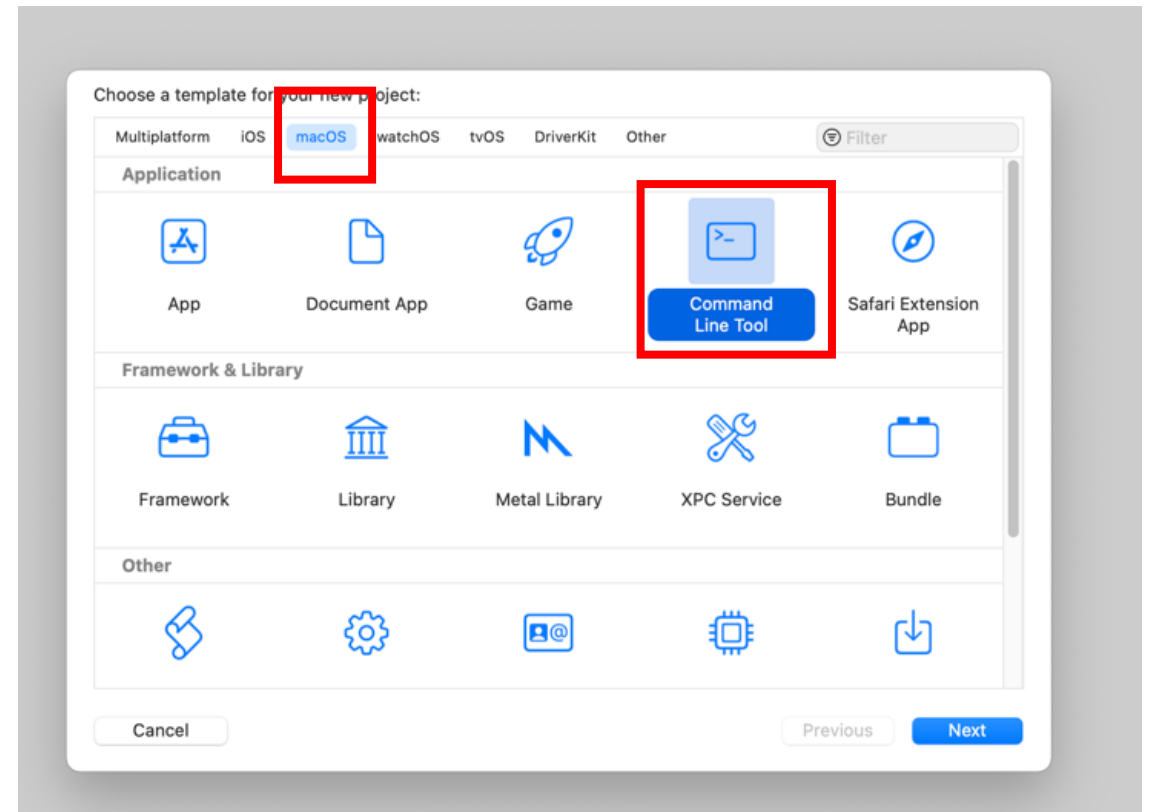 Choose a template for your new project:
Multiplatform iOS macOS watchOS tvOS DriverKit Other Filter
Application
App Document App Game Command Line Tool Safari Extension App
Framework & Library
Framework Library Metal Library XPC Service Bundle
Other
Cancel Previous Next